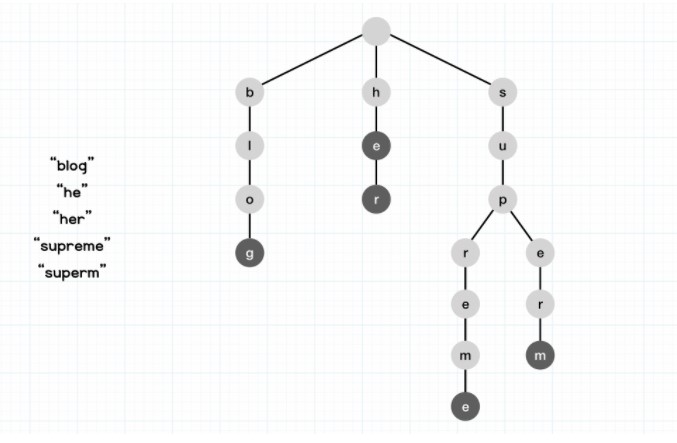 b h s
l e u
“blog”
“he”
o r p
“her”
“supreme”
g r e
“superm”
e r
m m
e